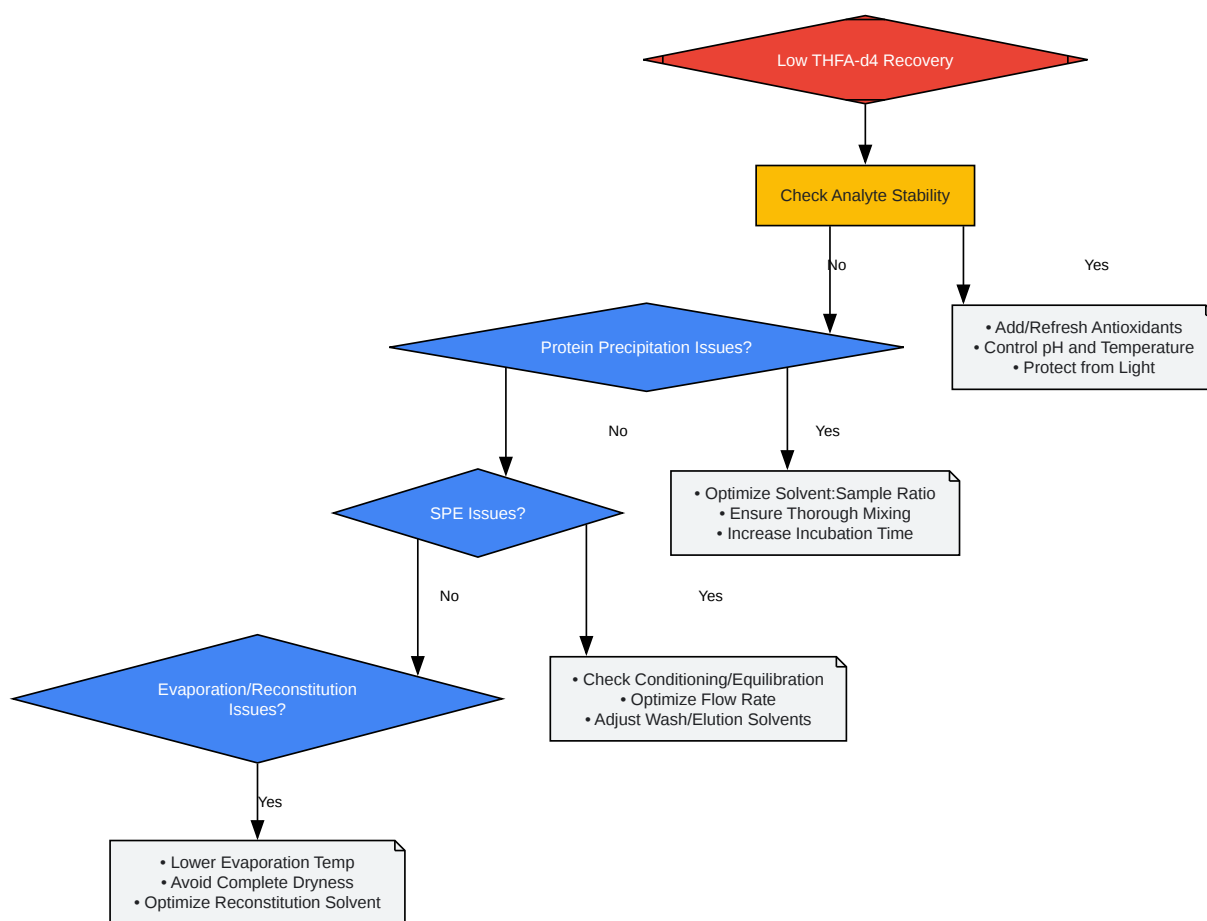 Low THFA-d4 Recovery
Check Analyte Stability
No
Yes
• Add/Refresh Antioxidants
• Control pH and Temperature
• Protect from Light
Protein Precipitation Issues?
No
Yes
• Optimize Solvent:Sample Ratio
• Ensure Thorough Mixing
• Increase Incubation Time
SPE Issues?
No
Yes
• Check Conditioning/Equilibration
• Optimize Flow Rate
• Adjust Wash/Elution Solvents
Evaporation/Reconstitution
Issues?
Yes
• Lower Evaporation Temp
• Avoid Complete Dryness
• Optimize Reconstitution Solvent